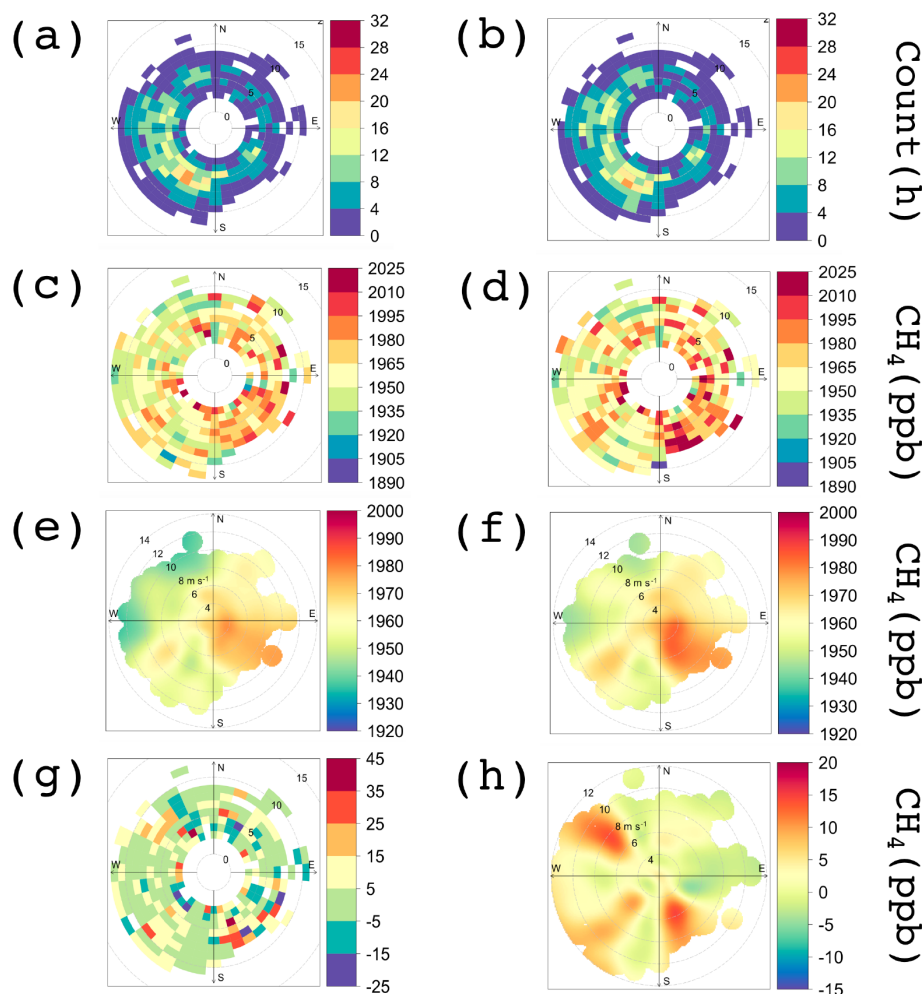 (a)
N
15
10
5
0
W
E
S
32
28
24
20
16
12
8
4
0
(b)
N
15
10
5
0
W
E
S
32
28
24
20
16
12
8
4
0
Count(h)
(c)
N
15
10
5
0
W
E
S
2025
2010
1995
1980
1965
1950
1935
1920
1905
1890
(d)
N
15
10
5
0
W
E
S
2025
2010
1995
1980
1965
1950
1935
1920
1905
1890
CH4(ppb)
(e)
N
14
12
10
8 m s-1
6
4
W
E
S
2000
1990
1980
1970
1960
1950
1940
1930
1920
(f)
N
14
12
10
8 m s-1
6
4
W
E
S
2000
1990
1980
1970
1960
1950
1940
1930
1920
CH4(ppb)
(g)
N
15
10
5
0
W
E
S
45
35
25
15
5
-5
-15
-25
(h)
N
12
10
8 m s-1
6
4
W
E
S
20
15
10
5
0
-5
-10
-15
CH4(ppb)